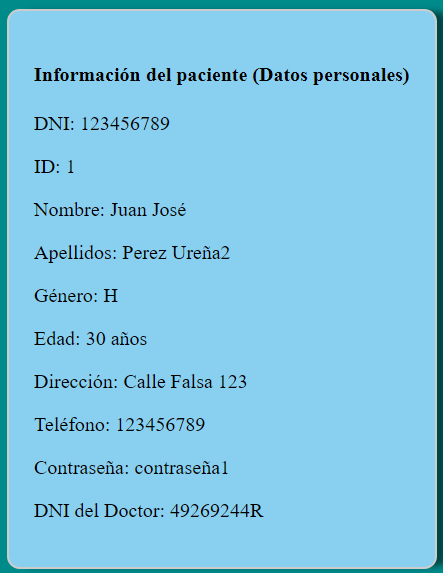 Información del paciente (Datos personales)
DNI: 123456789
ID: 1
Nombre: Juan José
Apellidos: Perez Ureña2
Género: H
Edad: 30 años
Dirección: Calle Falsa 123
Teléfono: 123456789
Contraseña: contraseña1
DNI del Doctor: 49269244R